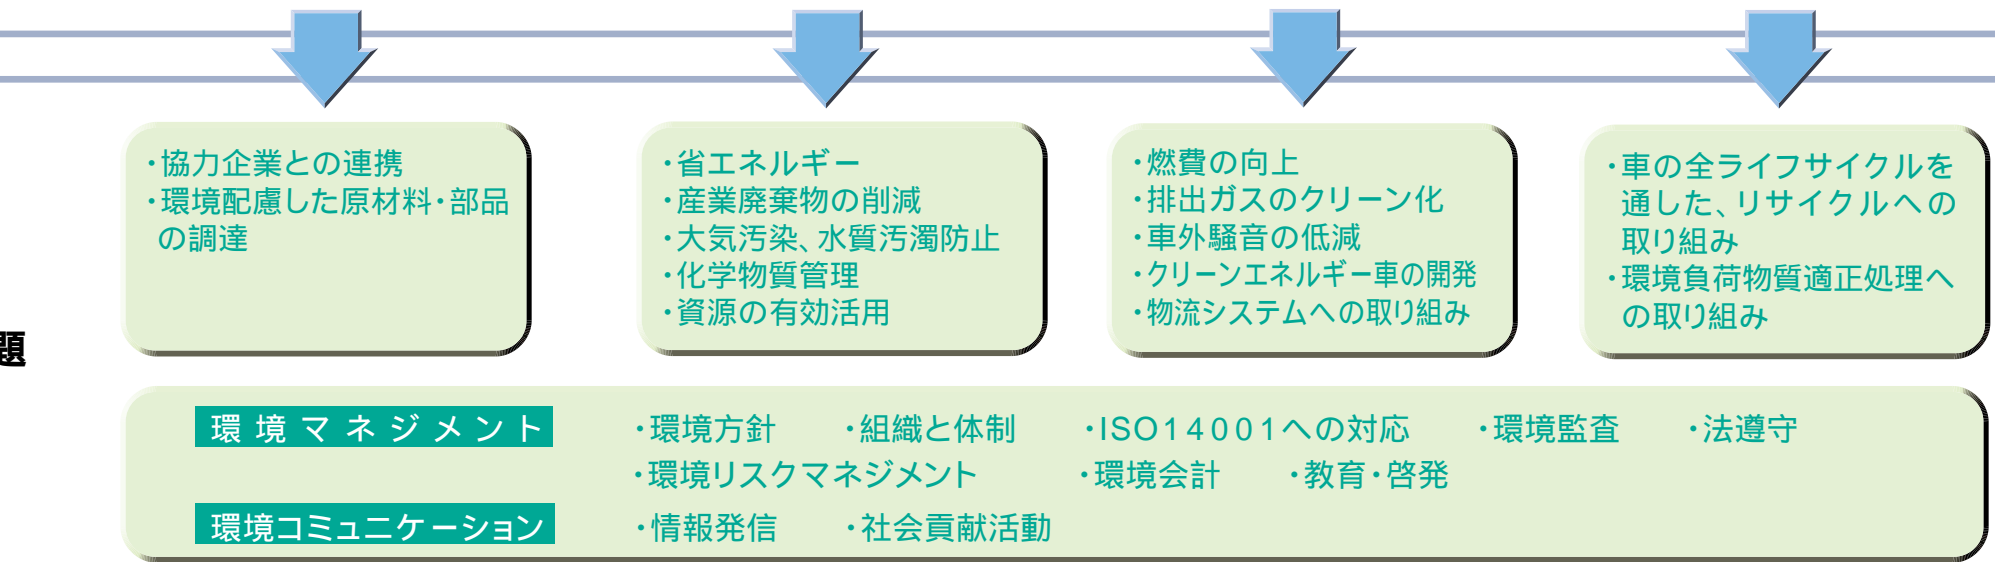 ・協力企業との連携
・環境配慮した原材料・部品
の調達
・省エネルギー
・産業廃棄物の削減
・大気汚染、水質汚濁防止
・化学物質管理
・資源の有効活用
・燃費の向上
・排出ガスのクリーン化
・車外騒音の低減
・クリーンエネルギー車の開発
・物流システムへの取り組み
・車の全ライフサイクルを
通した、リサイクルへの
取り組み
・環境負荷物質適正処理へ
の取り組み
題
環境マネジメント ・環境方針 ・組織と体制 ・ISO14001への対応 ・環境監査 ・法遵守
・環境リスクマネジメント ・環境会計 ・教育・啓発
環境コミュニケーション ・情報発信 ・社会貢献活動